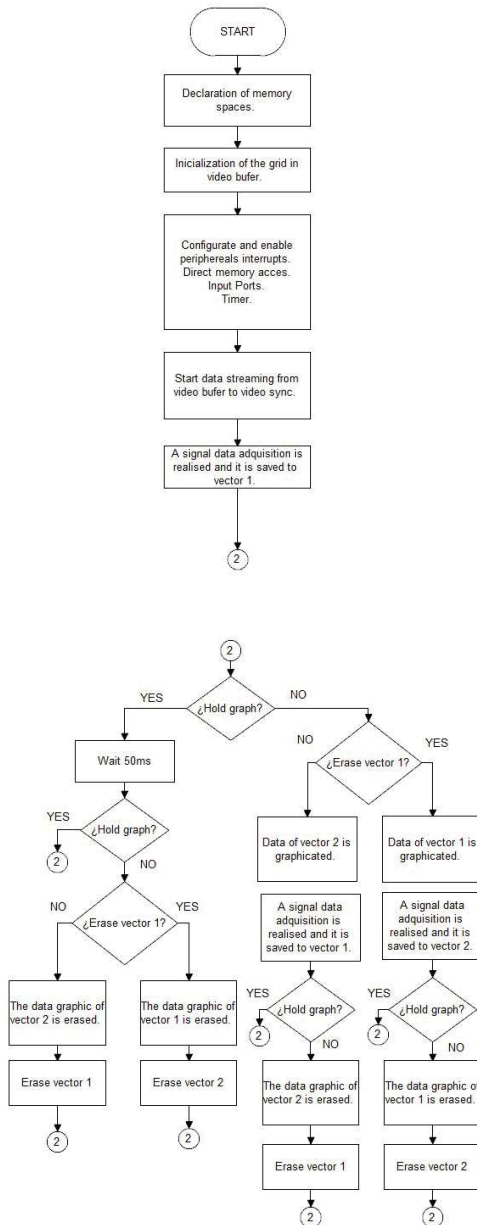 START
Declaration of memory
spaces.
Inicialization of the grid in
video bufer.
Configurate and enable
periphereals interrupts.
Direct memory acces.
Input Ports.
Timer.
Start data streaming from
video bufer to video sync.
A signal data adquisition is
realised and it is saved to
vector 1.
2
2
¿Hold graph?
YES
NO
Wait 50ms
¿Hold graph?
YES
2
NO
¿Erase vector 1?
NO
YES
The data graphic of
vector 2 is erased.
Erase vector 1
2
The data graphic of
vector 1 is erased.
Erase vector 2
2
¿Erase vector 1?
NO
YES
Data of vector 2 is
graphicated.
A signal data
adquisition is
realised and it is
saved to vector 1.
¿Hold graph?
YES
2
NO
The data graphic of
vector 2 is erased.
Erase vector 1
2
Data of vector 1 is
graphicated.
A signal data
adquisition is
realised and it is
saved to vector 2.
¿Hold graph?
YES
2
NO
The data graphic of
vector 1 is erased.
Erase vector 2
2